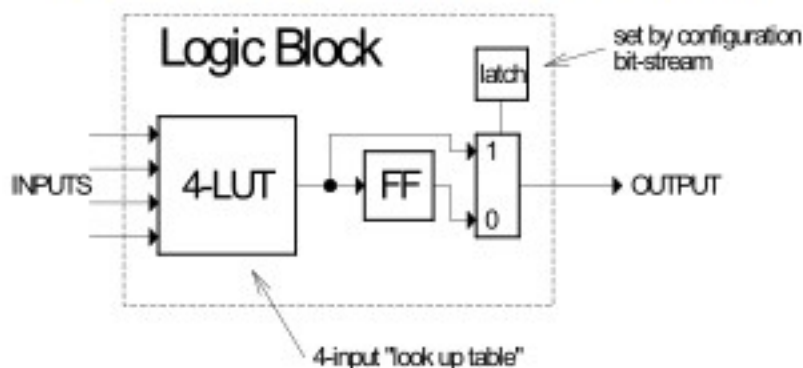 Logic Block
set by configuration
bit-stream
latch
INPUTS
4-LUT
FF
1
0
OUTPUT
4-input "look up table"